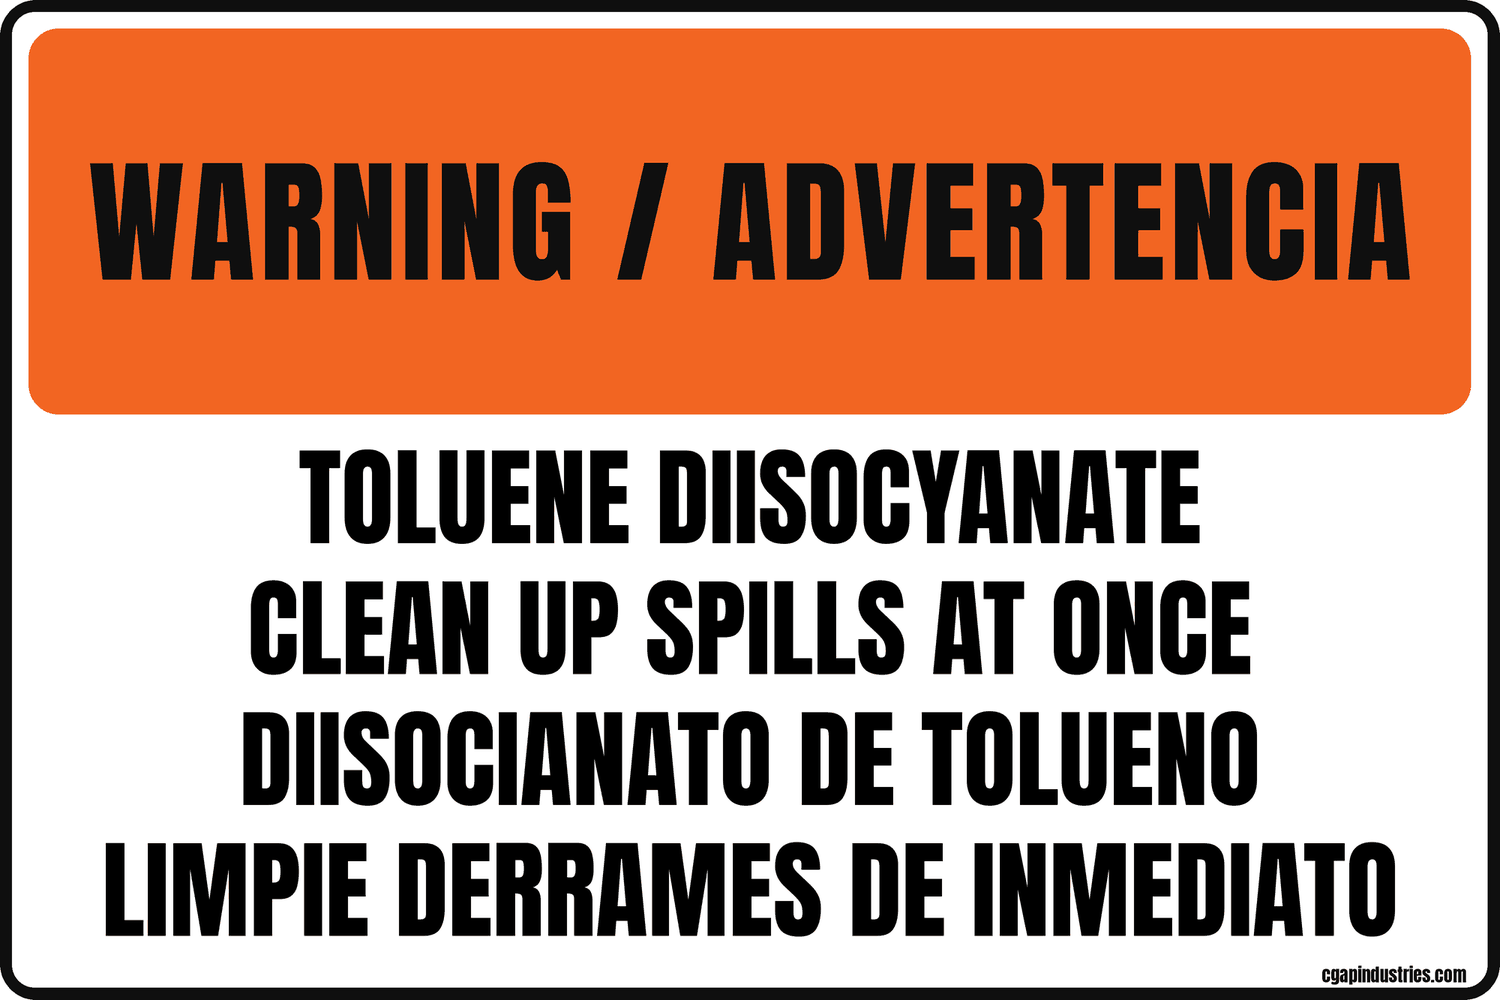 WARNING / ADVERTENCIA
TOLUENE DIISOCYANATE
CLEAN UP SPILLS AT ONCE
DIISOCIANATO DE TOLUENO
LIMPIE DERRAMES DE INMEDIATO
cgapindustries.com